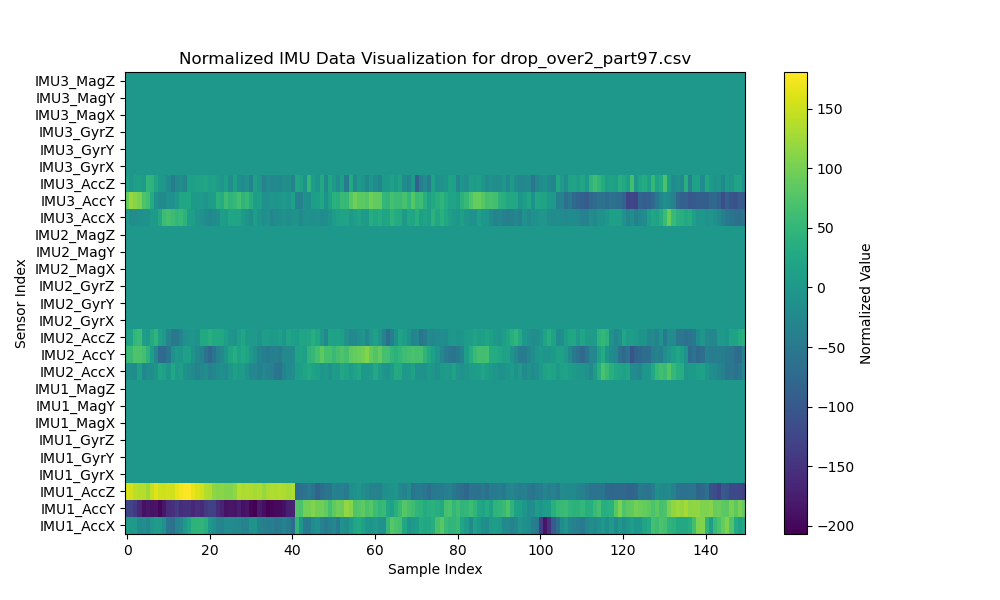 Normalized IMU Data Visualization for drop_over2_part97.csv
Sensor Index
IMU3_MagZ
IMU3_MagY
IMU3_MagX
IMU3_GyrZ
IMU3_GyrY
IMU3_GyrX
IMU3_AccZ
IMU3_AccY
IMU3_AccX
IMU2_MagZ
IMU2_MagY
IMU2_MagX
IMU2_GyrZ
IMU2_GyrY
IMU2_GyrX
IMU2_AccZ
IMU2_AccY
IMU2_AccX
IMU1_MagZ
IMU1_MagY
IMU1_MagX
IMU1_GyrZ
IMU1_GyrY
IMU1_GyrX
IMU1_AccZ
IMU1_AccY
IMU1_AccX
0 20 40 60 80 100 120 140
Sample Index
150
100
50
0
−50
−100
−150
−200
Normalized Value